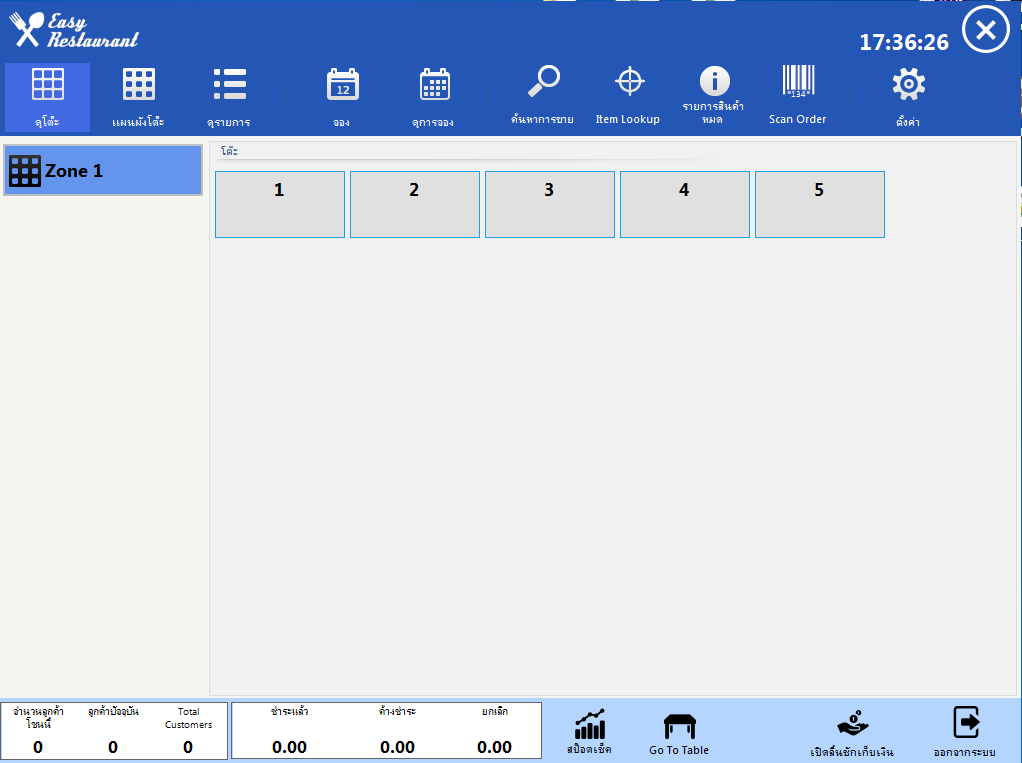 Easy
Restaurant
17:36:26
ดูโต๊ะ
แผนผังโต๊ะ
ดูรายการ
12
จอง
ดูการจอง
ค้นหาการขาย
Item Lookup
รายการสินค้า
หมด
*134*
Scan Order
ตั้งค่า
Zone 1
โต๊ะ
1 2 3 4 5
จำนวนลูกค้า
โซนนี้
ลูกค้าปัจจุบัน
Total
Customers
0 0 0
ชำระแล้ว ค้างชำระ ยกเลิก
0.00 0.00 0.00
สป็อตเช็ค
Go To Table
เปิดลิ้นชักเก็บเงิน
ออกจากระบบ